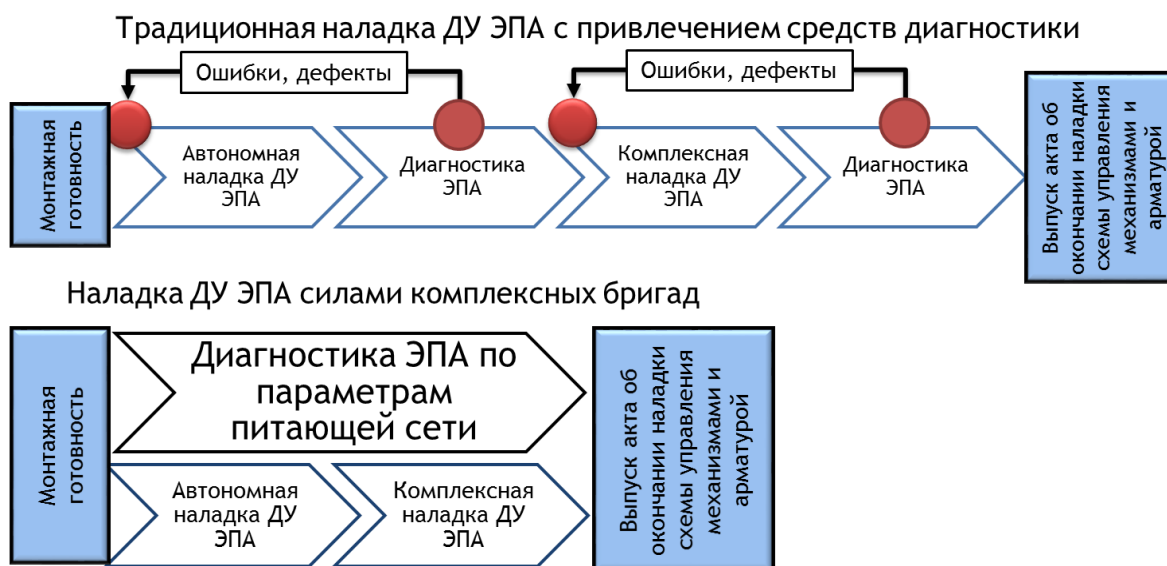 Традиционная наладка ДУ ЭПА с привлечением средств диагностики
Ошибки, дефекты
Ошибки, дефекты
Монтажная
готовность
Автономная
наладка ДУ
ЭПА
Диагностика
ЭПА
Комплексная
наладка ДУ
ЭПА
Диагностика
ЭПА
Выпуск акта об
окончании наладки
схемы управления
механизмами и
арматурой
Наладка ДУ ЭПА силами комплексных бригад
Монтажная
готовность
Диагностика ЭПА по
параметрам
питающей сети
Автономная
наладка ДУ
ЭПА
Комплексная
наладка ДУ
ЭПА
Выпуск акта об
окончании наладки
схемы управления
механизмами и
арматурой